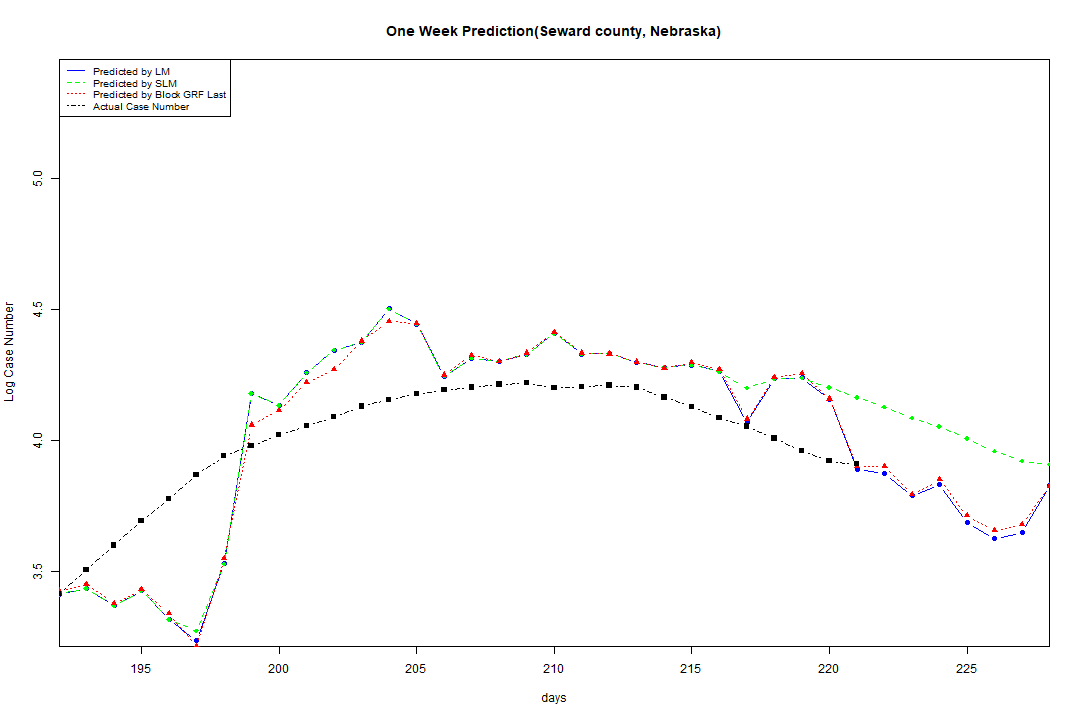 One Week Prediction(Seward county, Nebraska)
Predicted by LM
Predicted by SLM
Predicted by Block GRF Last
Actual Case Number
Log Case Number
5.0
4.5
4.0
3.5
195 200 205 210 215 220 225
days